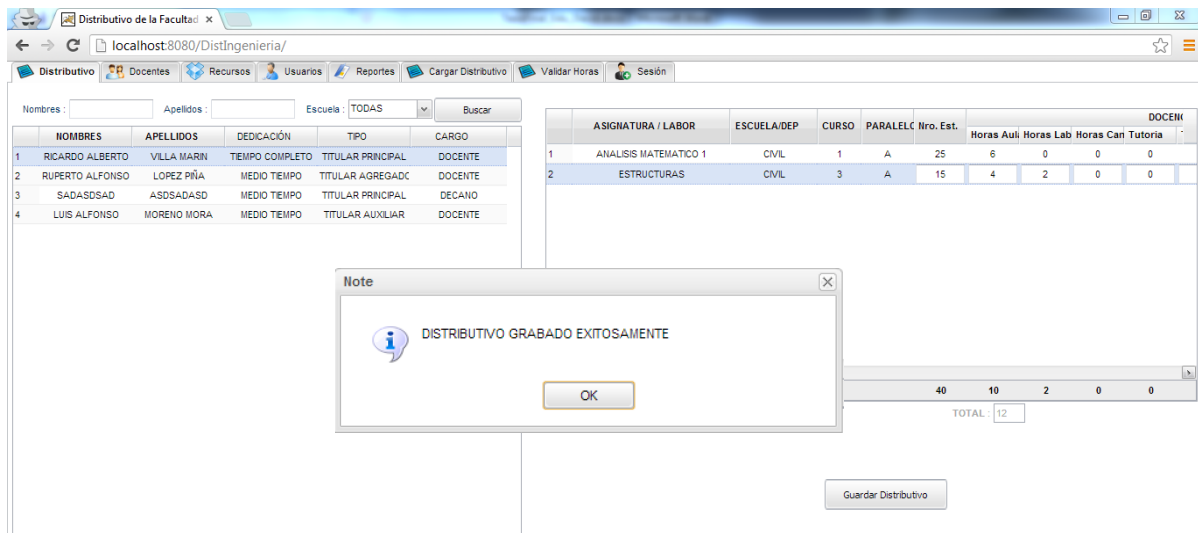 Distributivo de la Facultad ×
localhost:8080/DistIngenieria/
Distributivo Docentes Recursos Usuarios Reportes Cargar Distributivo Validar Horas Sesión
Nombres : Apellidos : Escuela : TODAS Buscar
NOMBRES APELLIDOS DEDICACIÓN TIPO CARGO
1 RICARDO ALBERTO VILLA MARIN TIEMPO COMPLETO TITULAR PRINCIPAL DOCENTE
2 RUPERTO ALFONSO LOPEZ PIÑA MEDIO TIEMPO TITULAR AGREGADO DOCENTE
3 SADASDSAD ASDSADASD MEDIO TIEMPO TITULAR PRINCIPAL DECANO
4 LUIS ALFONSO MORENO MORA MEDIO TIEMPO TITULAR AUXILIAR DOCENTE
DOCEN
ASIGNATURA / LABOR ESCUELA/DEP CURSO PARALELO Nro. Est. Horas Aula Horas Lab Horas Cam Tutoria
1 ANALISIS MATEMATICO 1 CIVIL 1 A 25 6 0 0 0
2 ESTRUCTURAS CIVIL 3 A 15 4 2 0 0
40 10 2 0 0
TOTAL : 12
Guardar Distributivo
Note
DISTRIBUTIVO GRABADO EXITOSAMENTE
OK